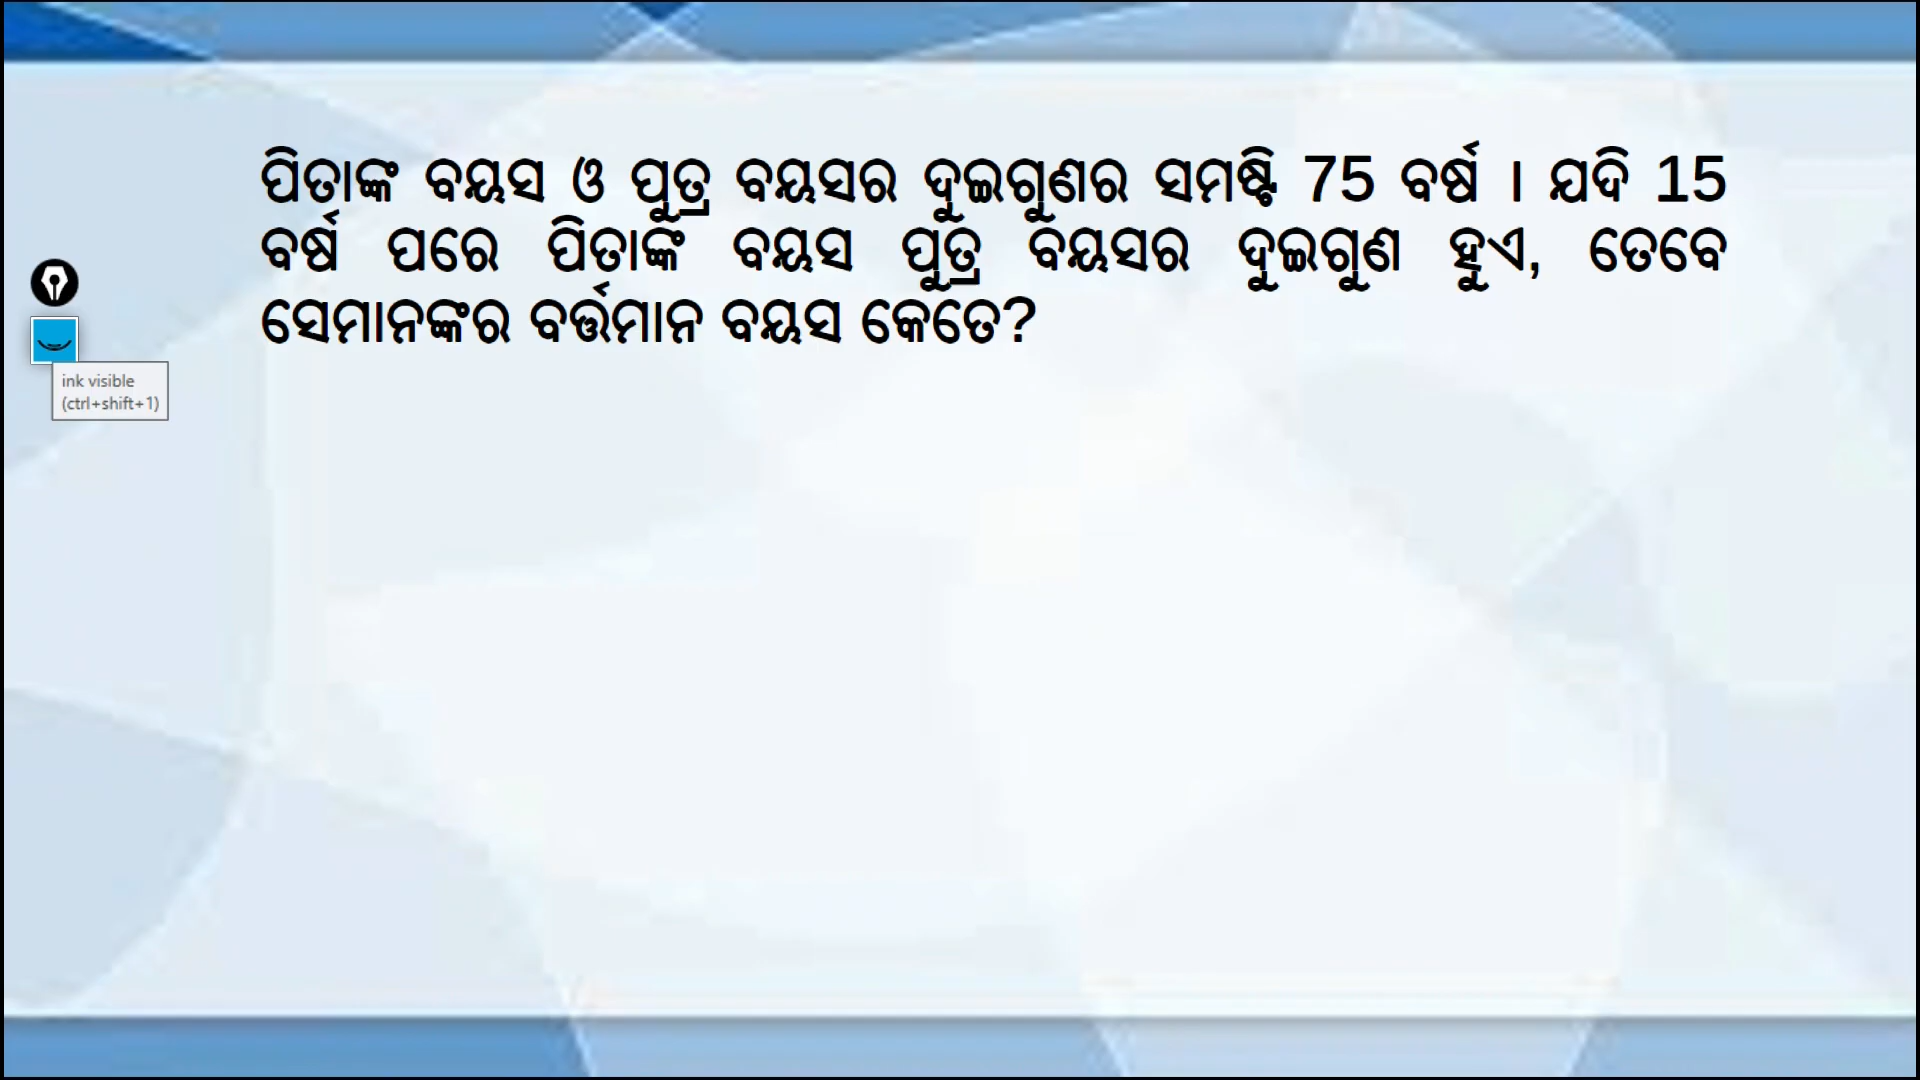 ପିତାଙ୍କ ବୟସ ଓ ପୁତ୍ର ବୟସର ଦୁଇଗୁଣର ସମଷ୍ଟି 75 ବର୍ଷ । ଯଦି 15
ବର୍ଷ ପରେ ପିତାଙ୍କ ବୟସ ପୁତ୍ର ବୟସର ଦୁଇଗୁଣ ହୁଏ, ତେବେ
ସେମାନଙ୍କର ବର୍ତ୍ତମାନ ବୟସ କେତେ?
ink visible
(ctrl+shift+1)